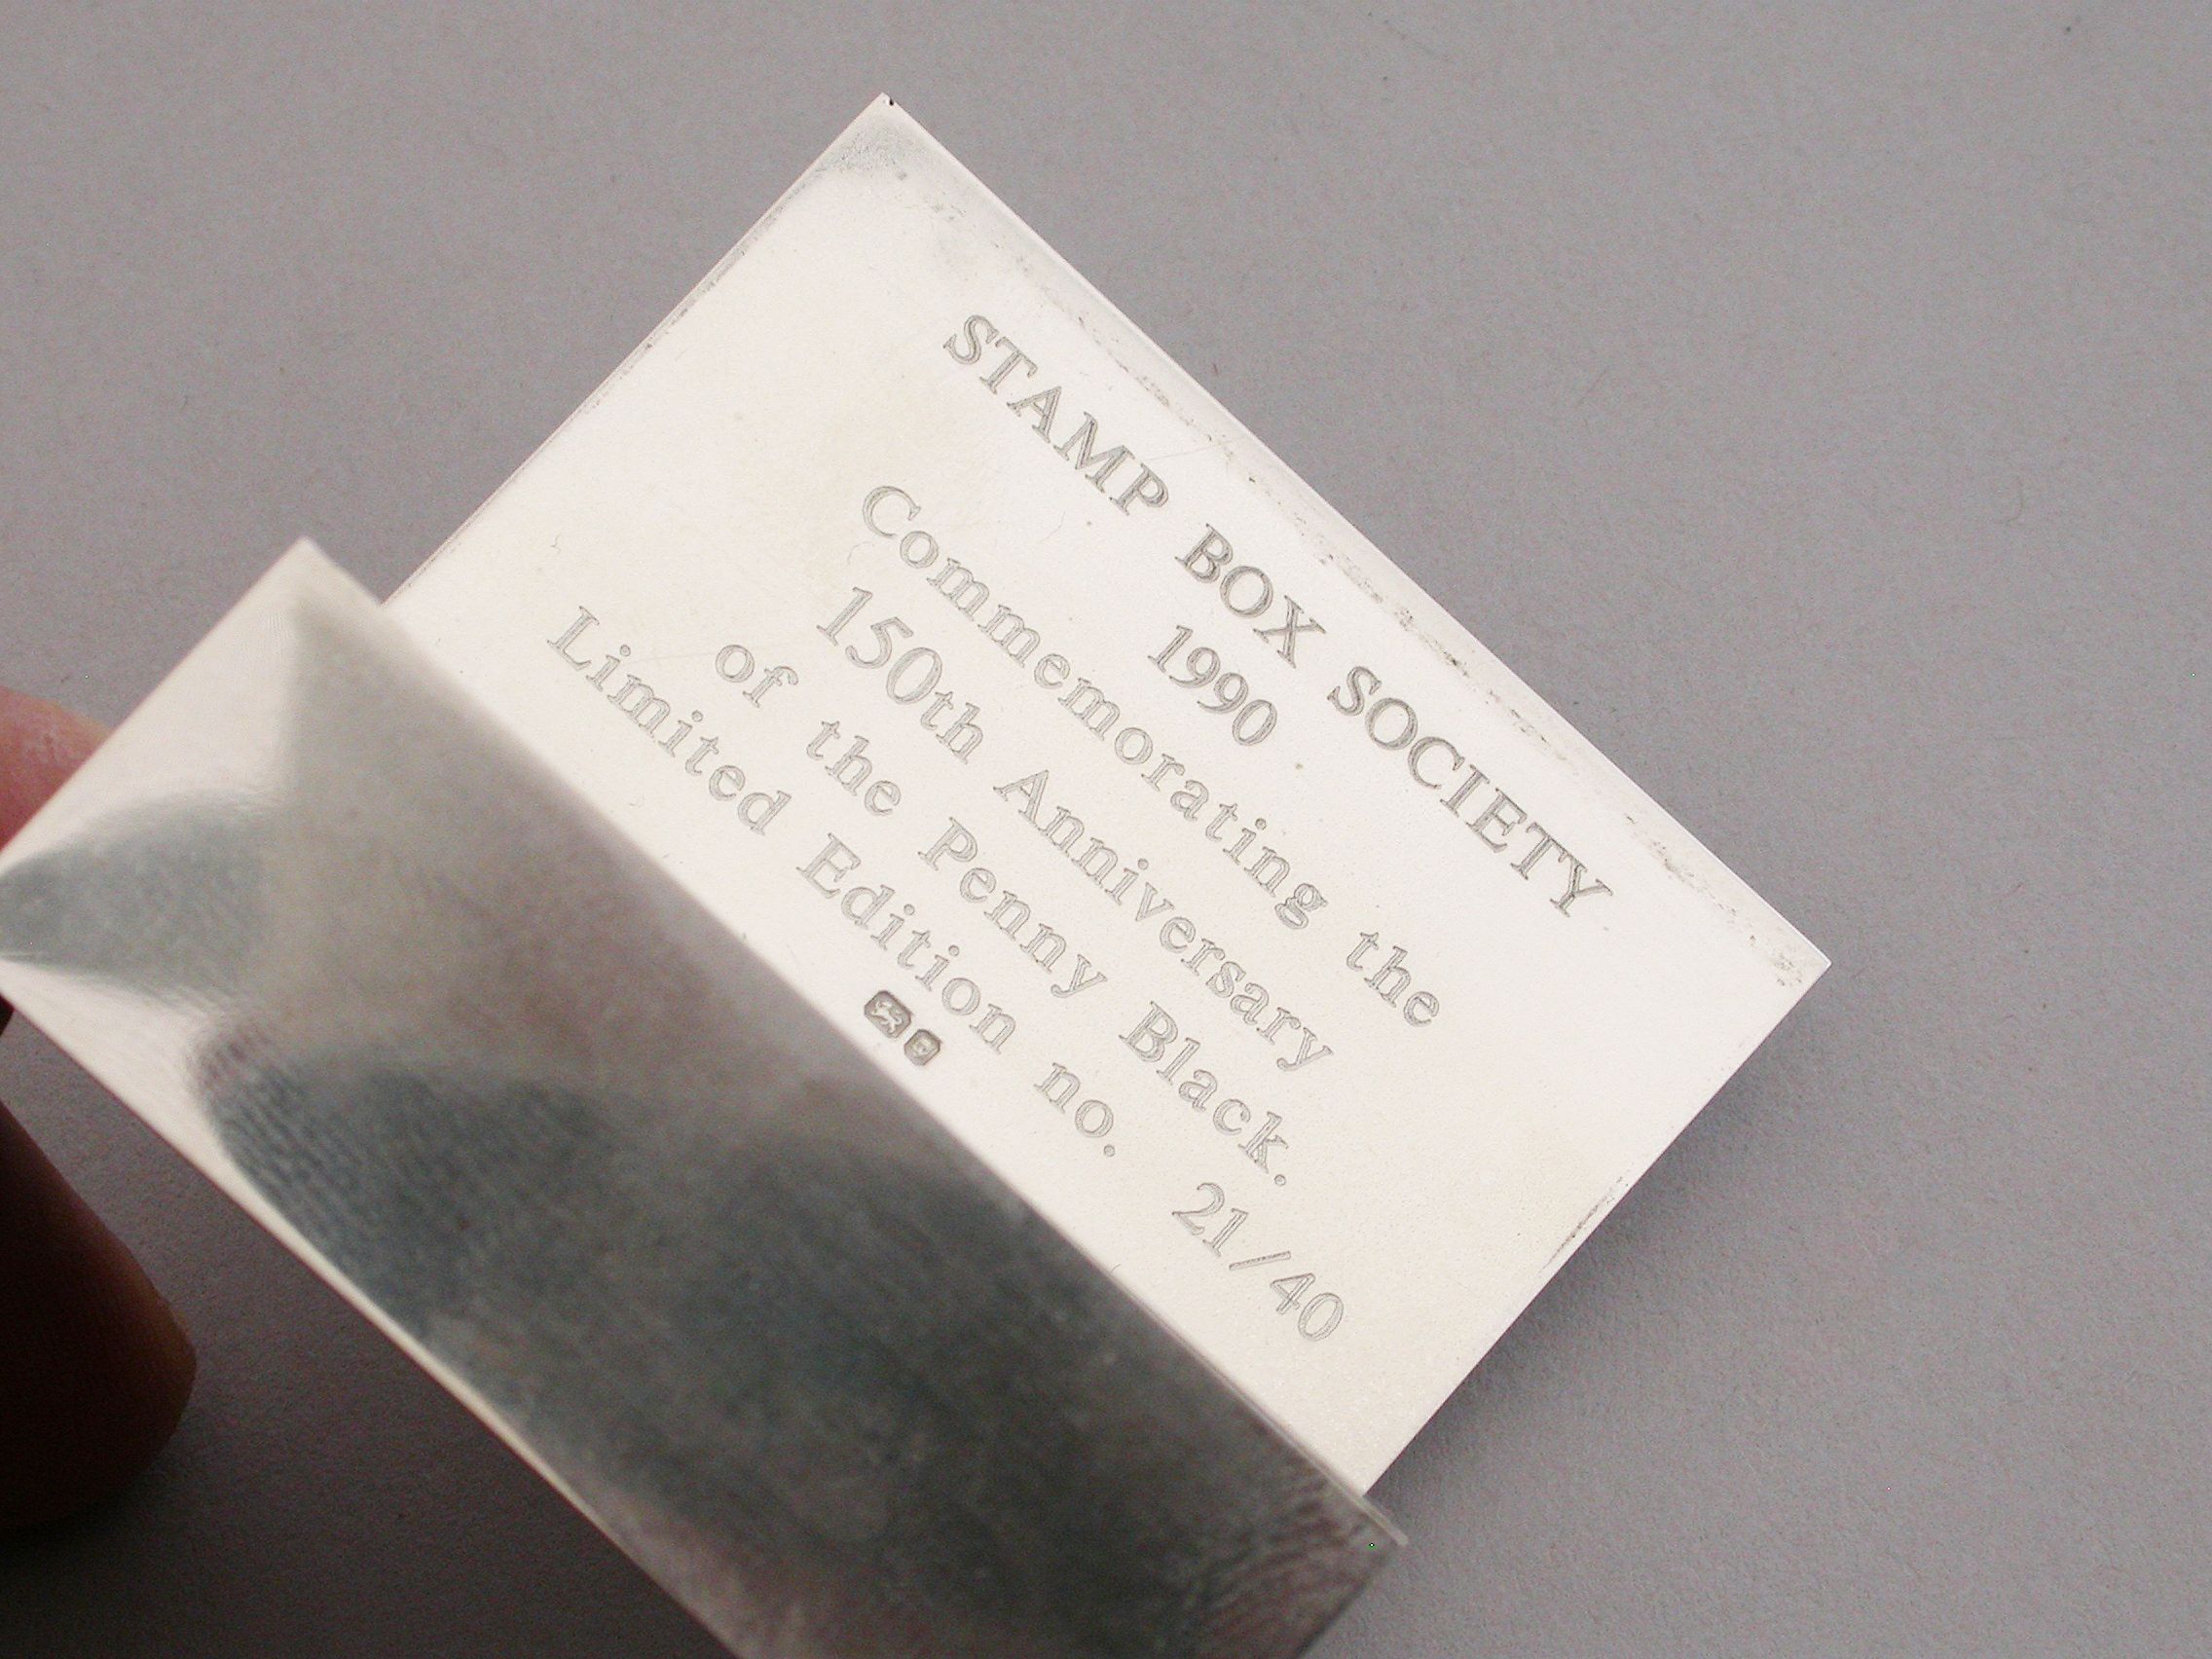 STAMP BOX SOCIETY
1990
Commemorating the
150th Anniversary
of the Penny Black.
Limited Edition no. 21/40